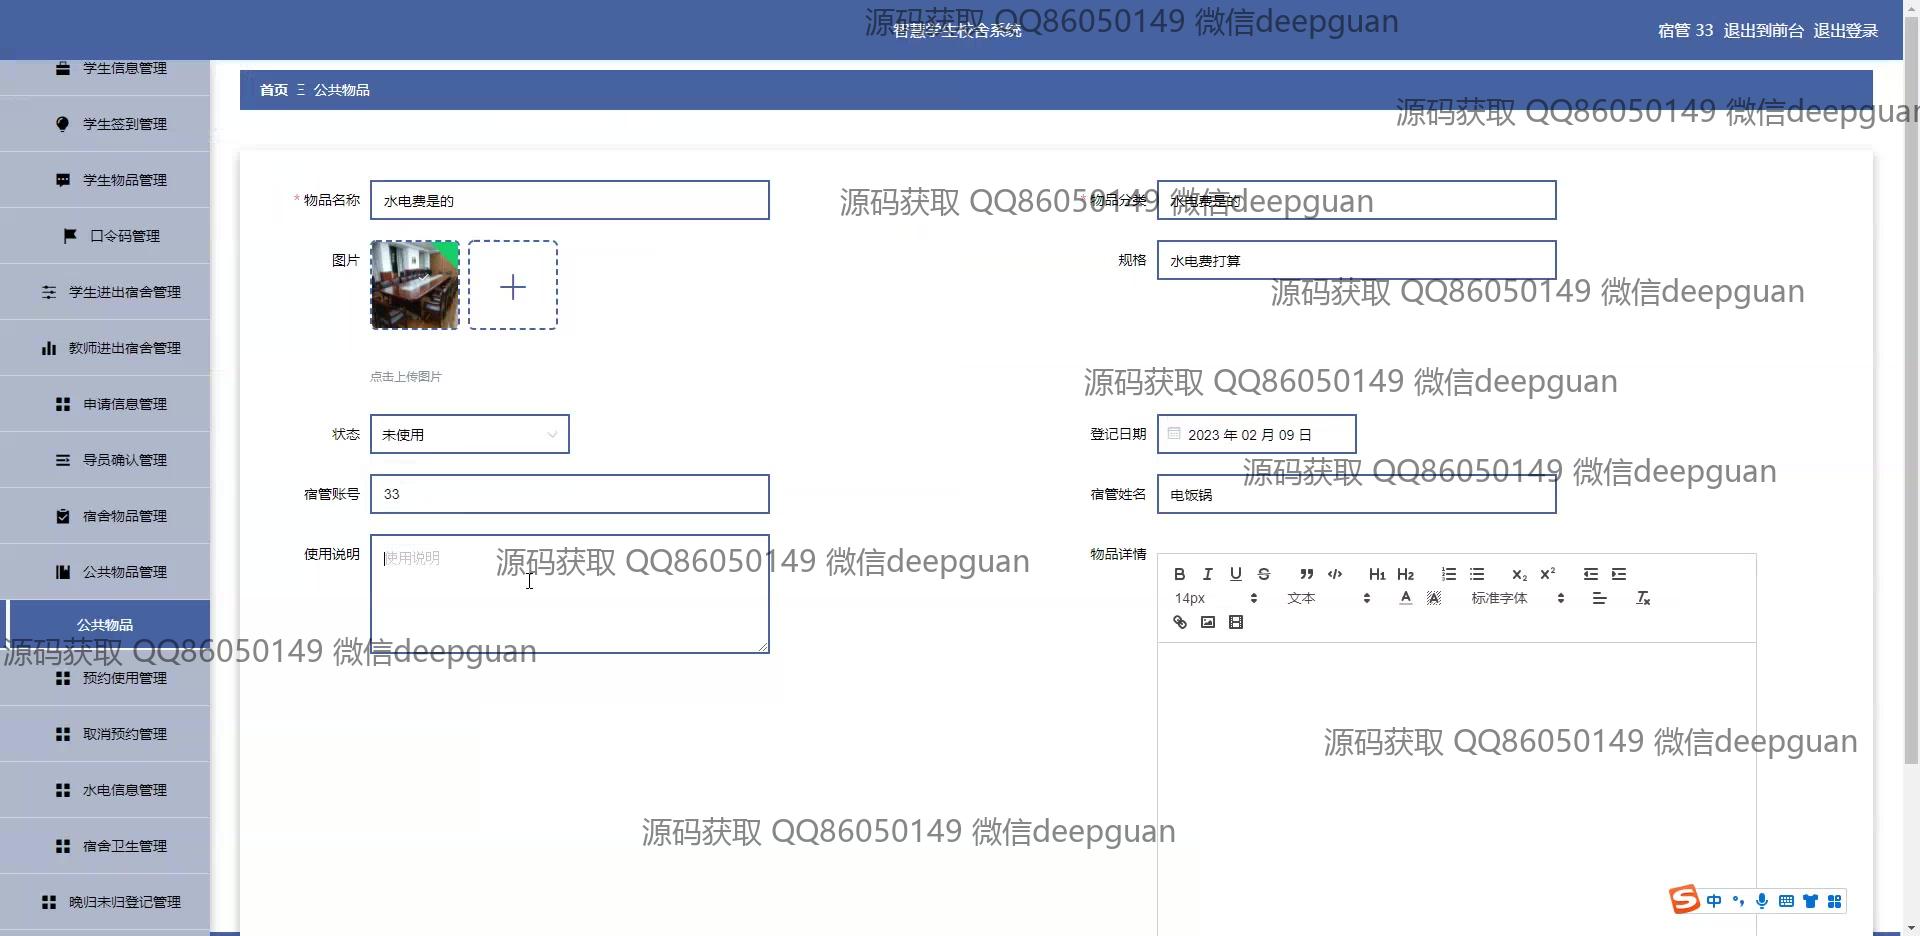 源码获取 QQ86050149 微信deepguan
智慧学生校舍系统
宿管 33 退出到前台 退出登录
学生信息管理
学生签到管理
学生物品管理
口令码管理
学生进出宿舍管理
教师进出宿舍管理
申请信息管理
导员确认管理
宿舍物品管理
公共物品管理
公共物品
预约使用管理
取消预约管理
水电信息管理
宿舍卫生管理
晚归未归登记管理
首页 Ξ 公共物品
源码获取 QQ86050149 微信deepguan
* 物品名称 水电费是的
* 物品分类 水电费是的
源码获取 QQ86050149 微信deepguan
图片
规格 水电费打算
源码获取 QQ86050149 微信deepguan
点击上传图片
源码获取 QQ86050149 微信deepguan
状态 未使用
登记日期 2023 年 02 月 09 日
源码获取 QQ86050149 微信deepguan
宿管账号 33
宿管姓名 电饭锅
使用说明 使用说明
源码获取 QQ86050149 微信deepguan
物品详情
B I U S ” </> H1 H2 X2 X2
14px 文本 A A 标准字体 Tx
源码获取 QQ86050149 微信deepguan
源码获取 QQ86050149 微信deepguan
源码获取 QQ86050149 微信deepguan
S 中